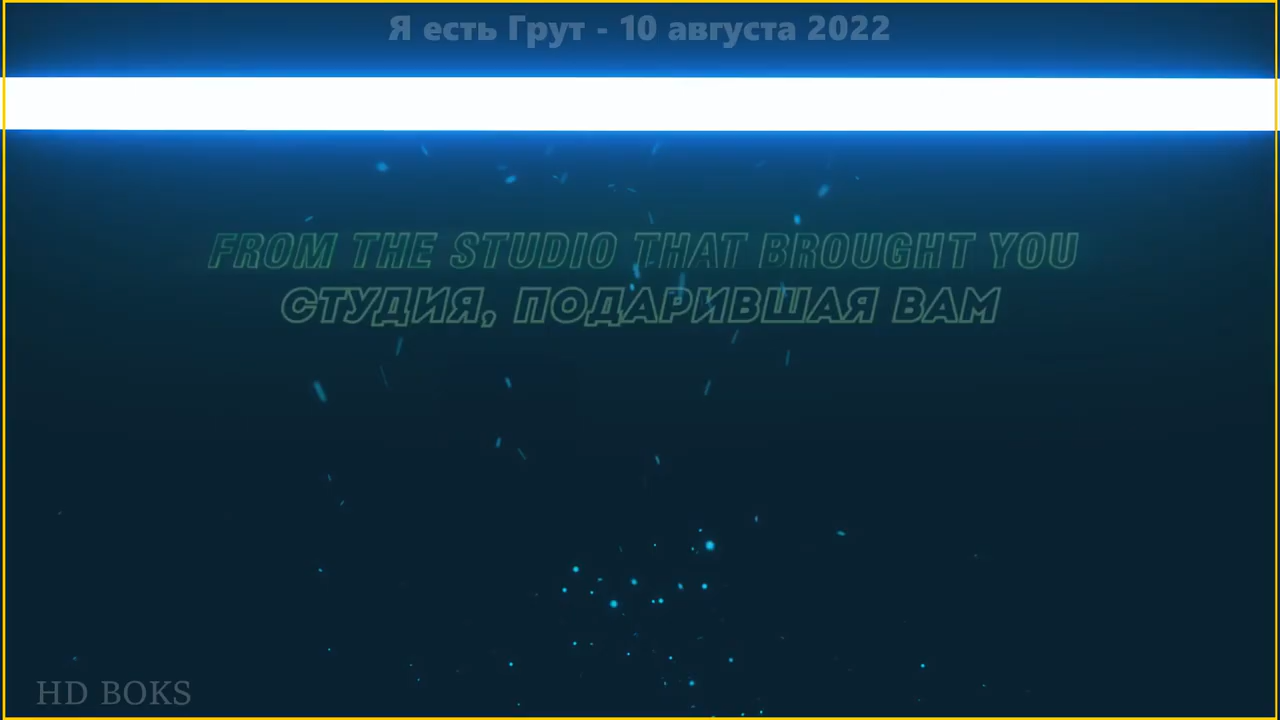 Я есть Грут - 10 августа 2022
FROM THE STUDIO THAT BROUGHT YOU
СТУДИЯ, ПОДАРИВШАЯ ВАМ
HD BOKS